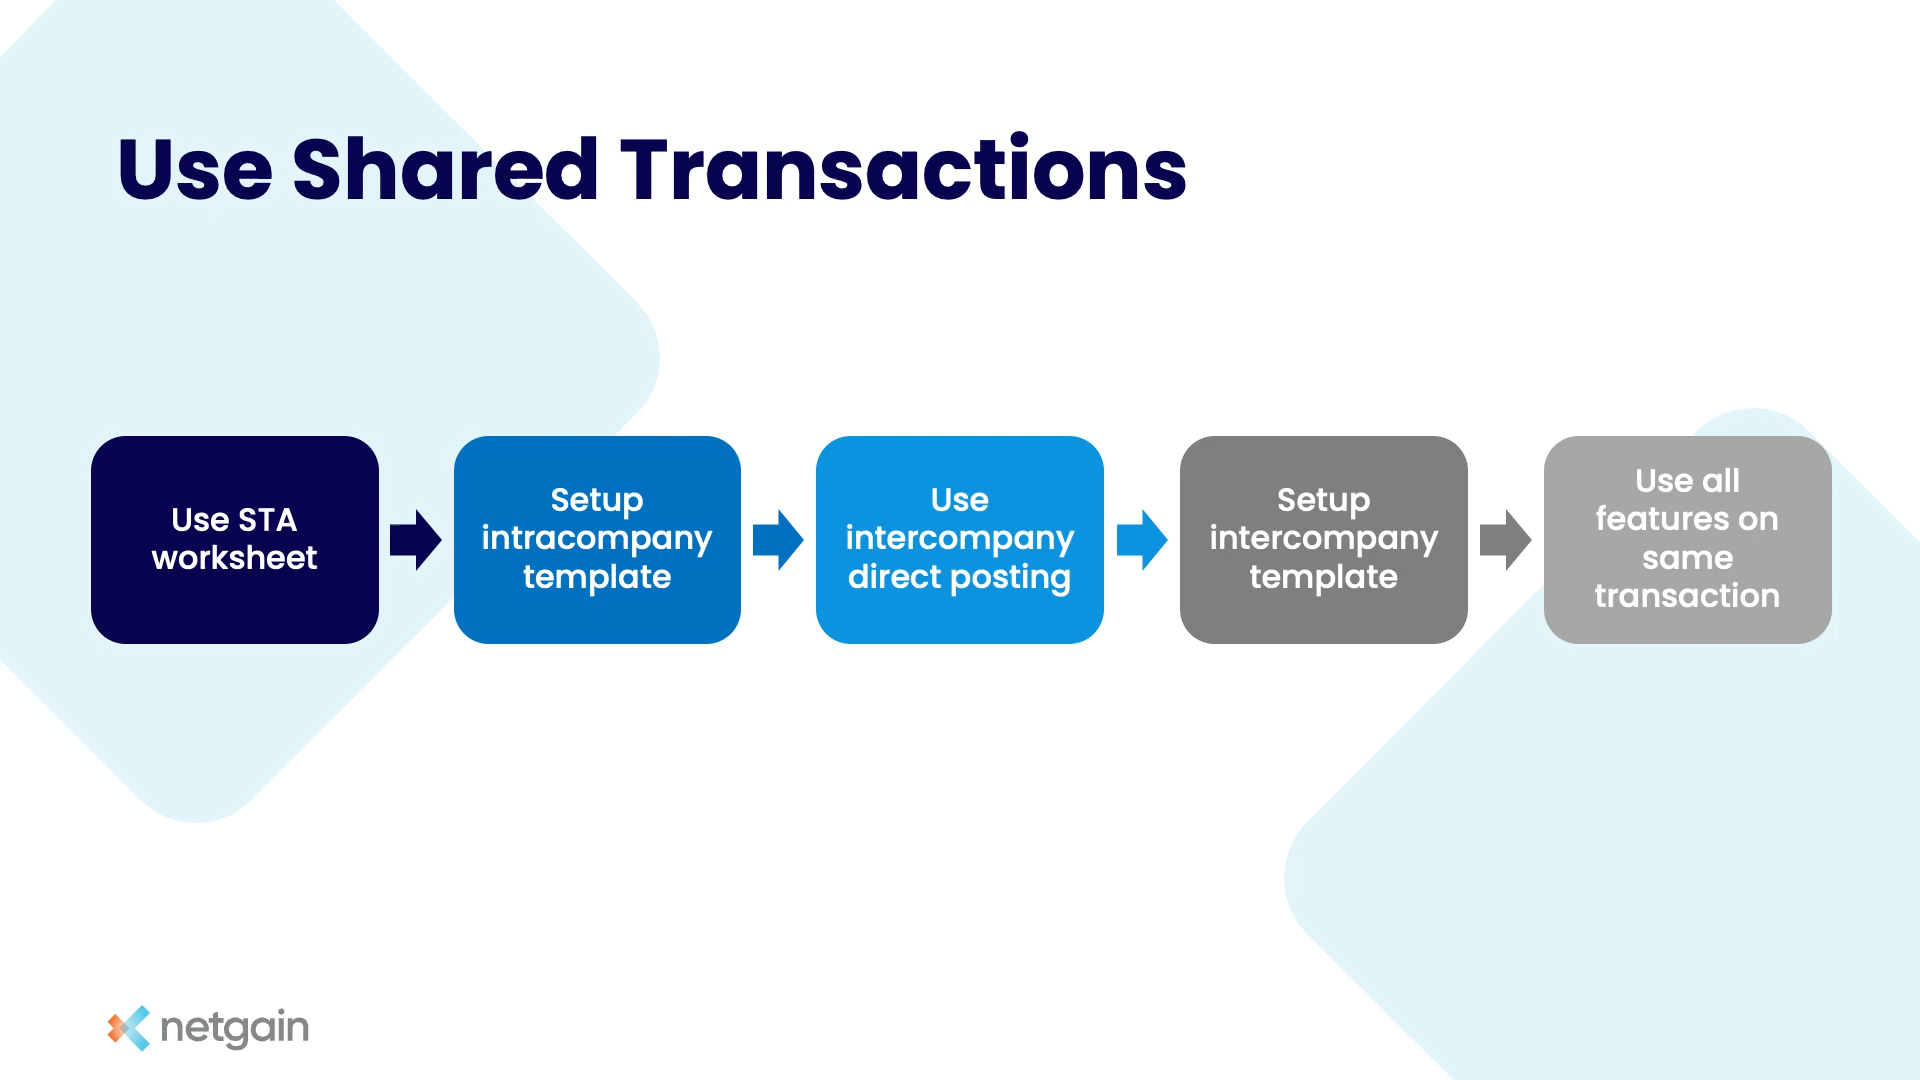 Use Shared Transactions
Use STA
worksheet
Setup
intracompany
template
Use
intercompany
direct posting
Setup
intercompany
template
Use all
features on
same
transaction
netgain